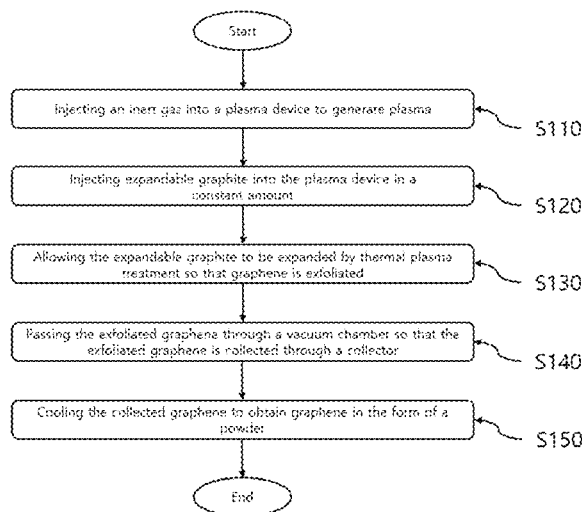 Start
Injecting an inert gas into a plasma device to generate plasma
S110
Injecting expandable graphite into the plasma device in a
constant amount
S120
Allowing the expandable graphite to be expanded by thermal plasma
treatment so that graphene is exfoliated
S130
Passing the exfoliated graphene through a vacuum chamber so that the
exfoliated graphene is collected through a collector
S140
Cooling the collected graphene to obtain graphene in the form of a
powder
S150
End